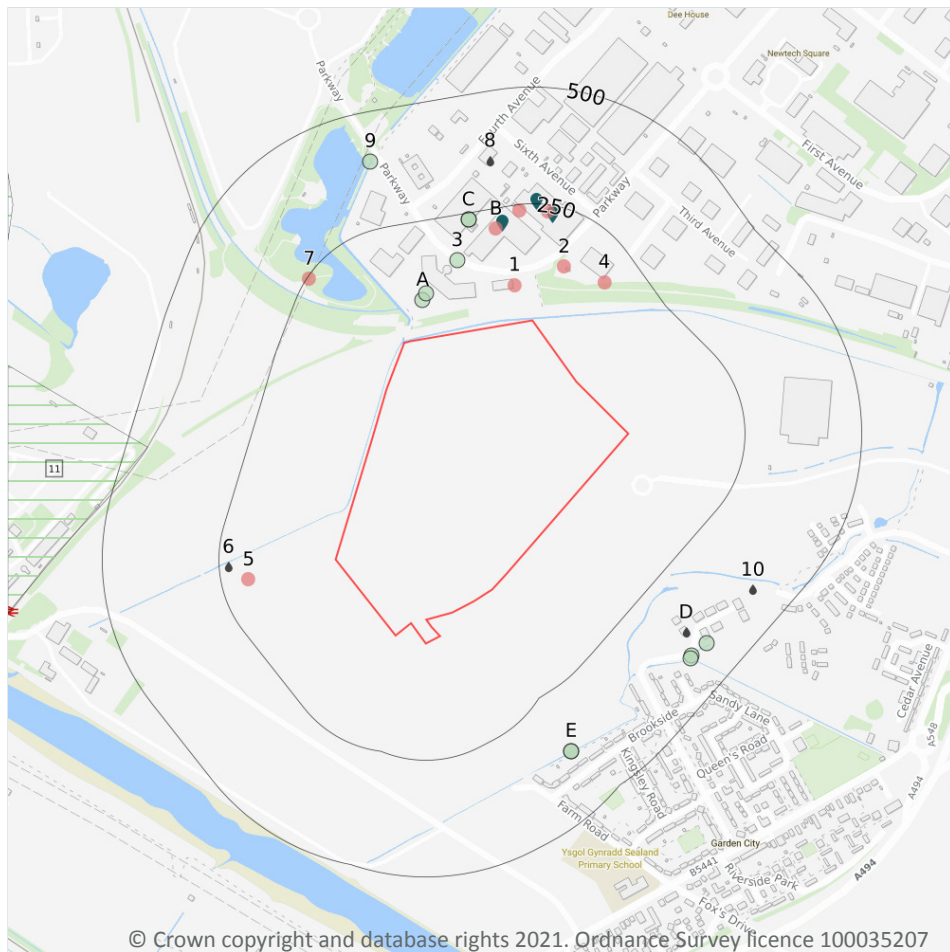 Dee House
Newtech Square
Parkway
500
Fourth Avenue
9
8
Sixth Avenue
First Avenue
Parkway
Parkway
C
B
250
Third Avenue
3
2
7
1
4
A
11
6
5
10
D
Cedar Avenue
Sandy Lane
E
Brookside
Queen's Road
A548
Kingsley Road
A494
Farm Road
Garden City
Ysgol Gynradd Sealand
Primary School
B5441
Riverside Park
A494
Fox's Drive
© Crown copyright and database rights 2021. Ordnance Survey licence 100035207